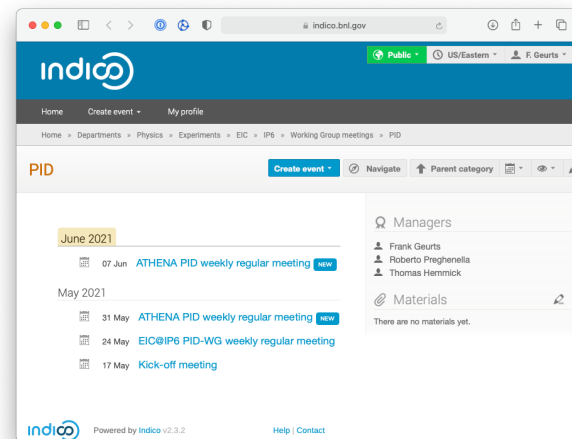 indico.bnl.gov
indico
Public
US/Eastern
F. Geurts
Home Create event My profile
Home » Departments » Physics » Experiments » EIC » IP6 » Working Group meetings » PID
PID
Create event
Navigate
Parent category
June 2021
07 Jun ATHENA PID weekly regular meeting NEW
May 2021
31 May ATHENA PID weekly regular meeting NEW
24 May EIC@IP6 PID-WG weekly regular meeting
17 May Kick-off meeting
Managers
Frank Geurts
Roberto Preghenella
Thomas Hemmick
Materials
There are no materials yet.
indico Powered by Indico v2.3.2 Help | Contact